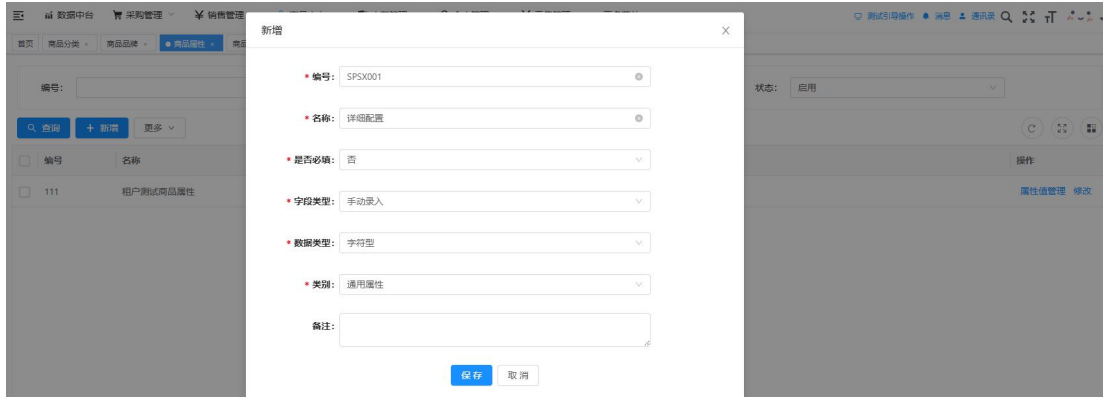 数据中台 采购管理 ¥ 销售管理
测试引导操作 消息 通讯录
首页 商品分类 × 商品品牌 × 商品属性 × 商品
新增
* 编号: SPSX001
编号:
状态: 启用
* 名称: 详细配置
查询 + 新增 更多
* 是否必填: 否
编号 名称 操作
111 租户测试商品属性 属性值管理 修改
* 字段类型: 手动录入
* 数据类型: 字符型
* 类别: 通用属性
备注:
保存 取消